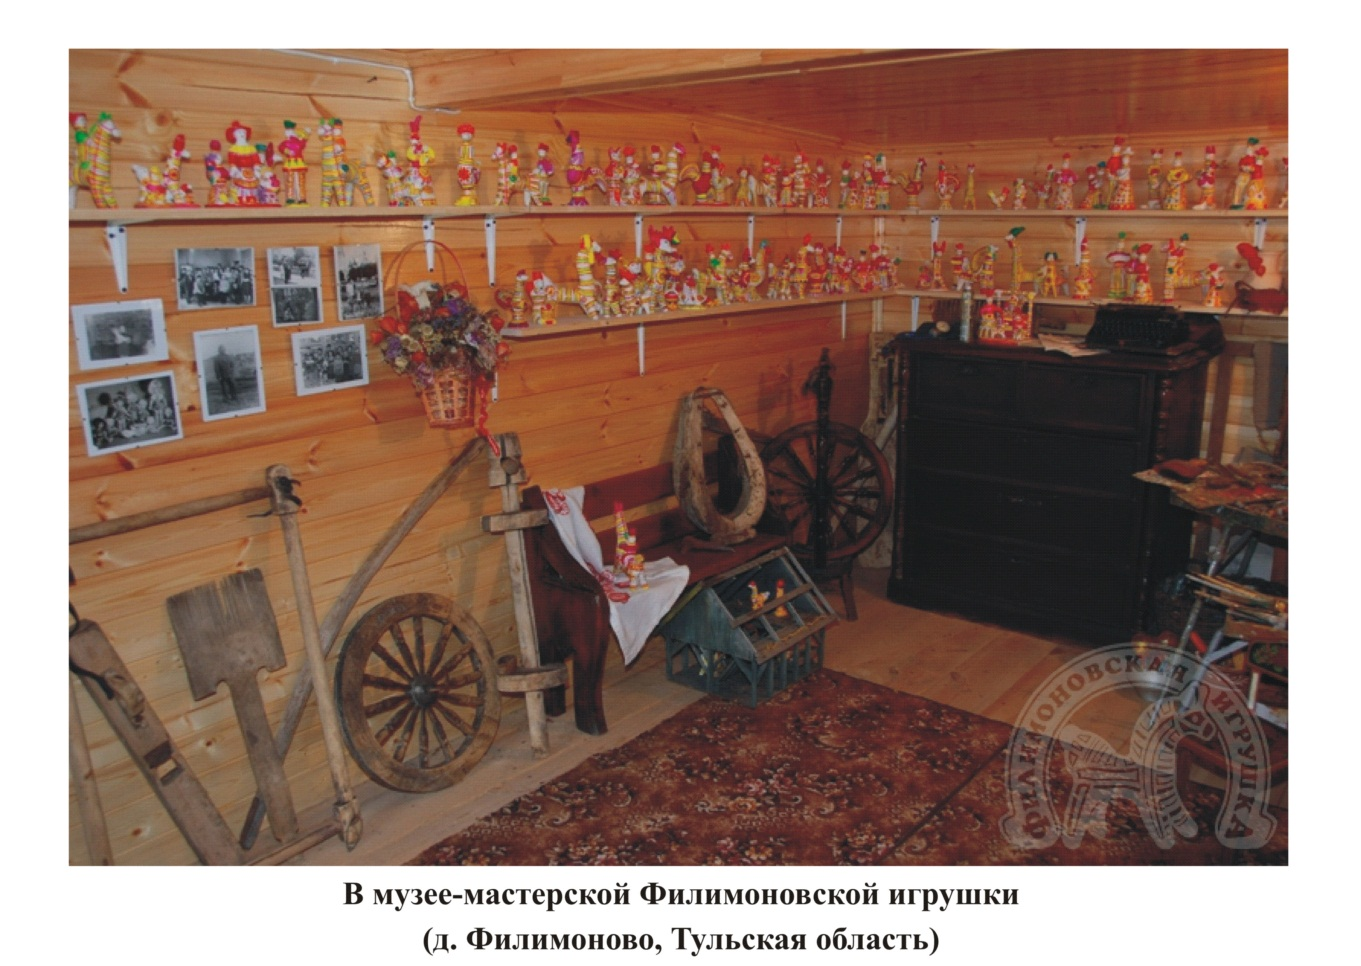 ФИЛИМОНОВСКАЯ ИГРУШКА
В музее-мастерской Филимоновской игрушки
(д. Филимоново, Тульская область)